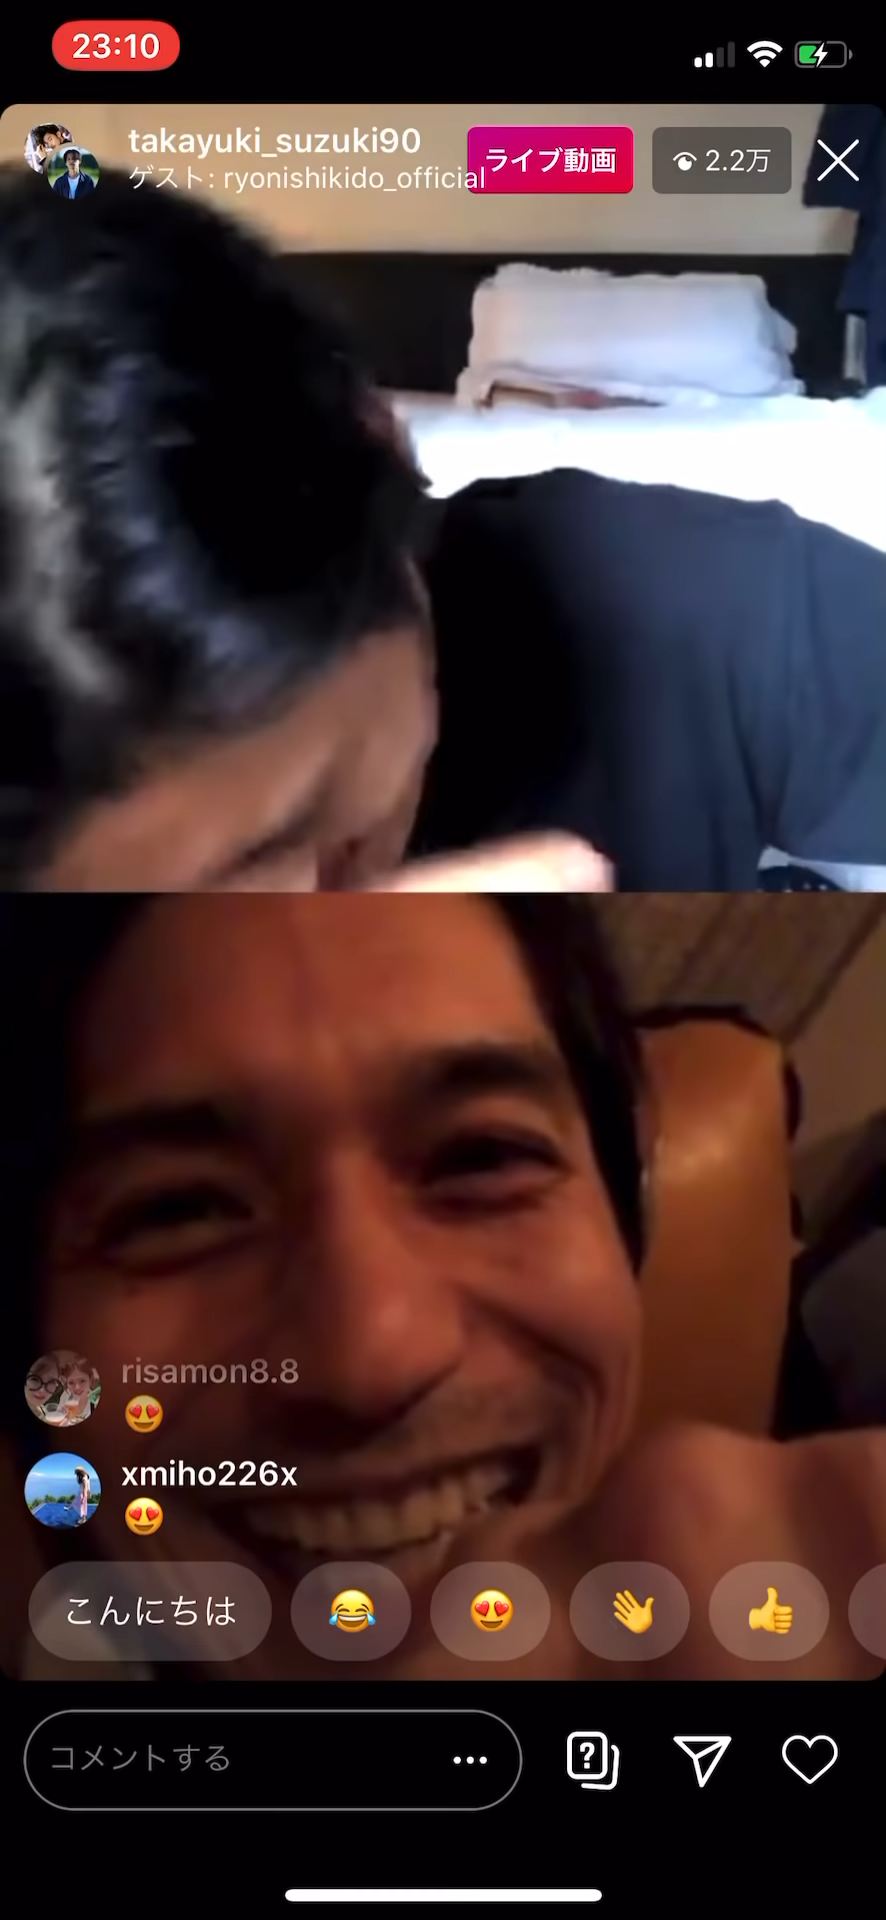 23:10
takayuki_suzuki90
ゲスト: ryonishikido_official
ライブ動画
2.2万
risamon8.8
😍
xmiho226x
😍
こんにちは 😂 😍 👋 👍
コメントする